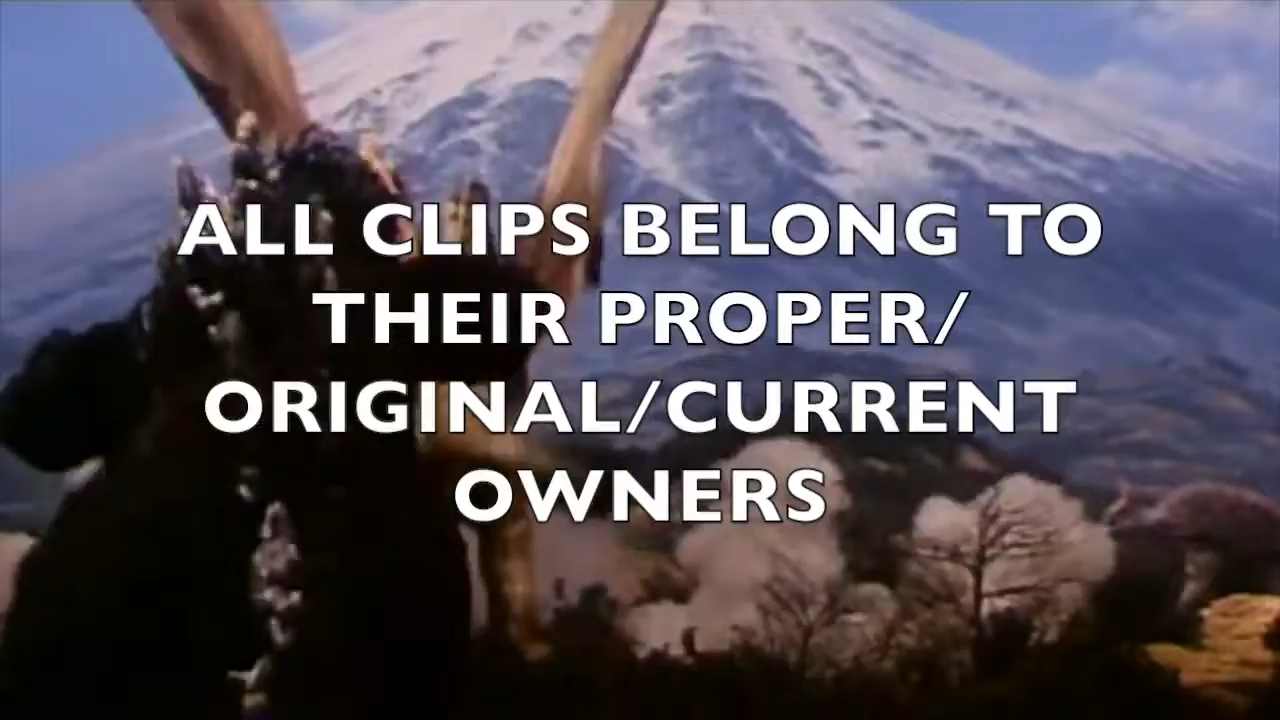 ALL CLIPS BELONG TO
THEIR PROPER/
ORIGINAL/CURRENT
OWNERS